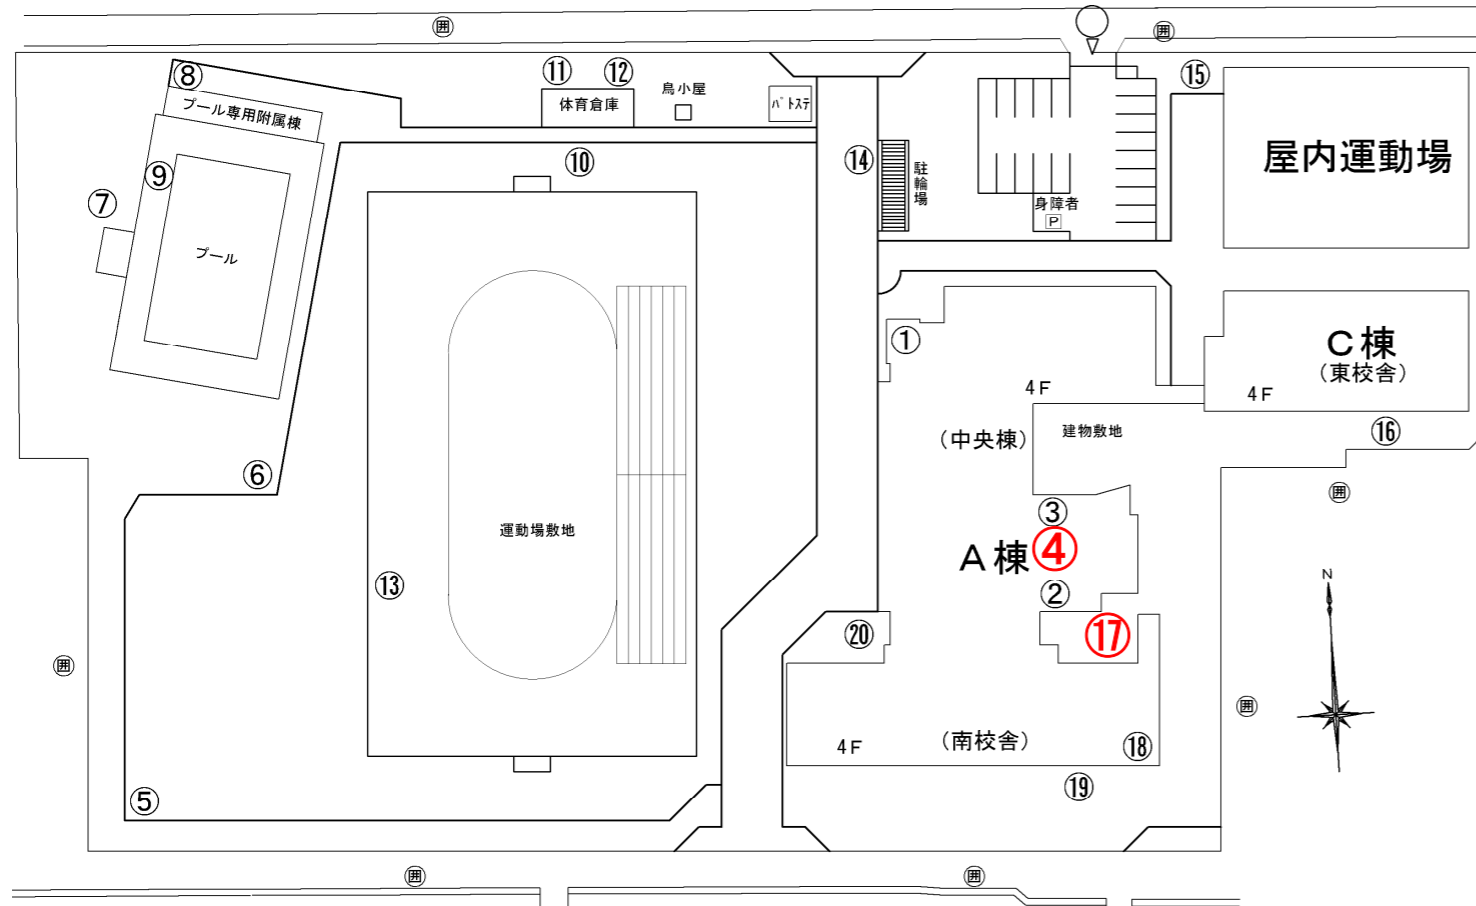 囲
囲
⑧
⑪
⑫
鳥小屋
⑮
プール専用附属棟
体育倉庫
パトステ
屋内運動場
⑩
⑭
駐輪場
⑨
⑦
身障者
P
プール
①
C棟
(東校舎)
4F
4F
(中央棟)
建物敷地
⑯
⑥
囲
③
運動場敷地
A棟
④
⑬
②
N
⑳
⑰
囲
囲
4F
(南校舎)
⑱
⑲
⑤
囲
囲